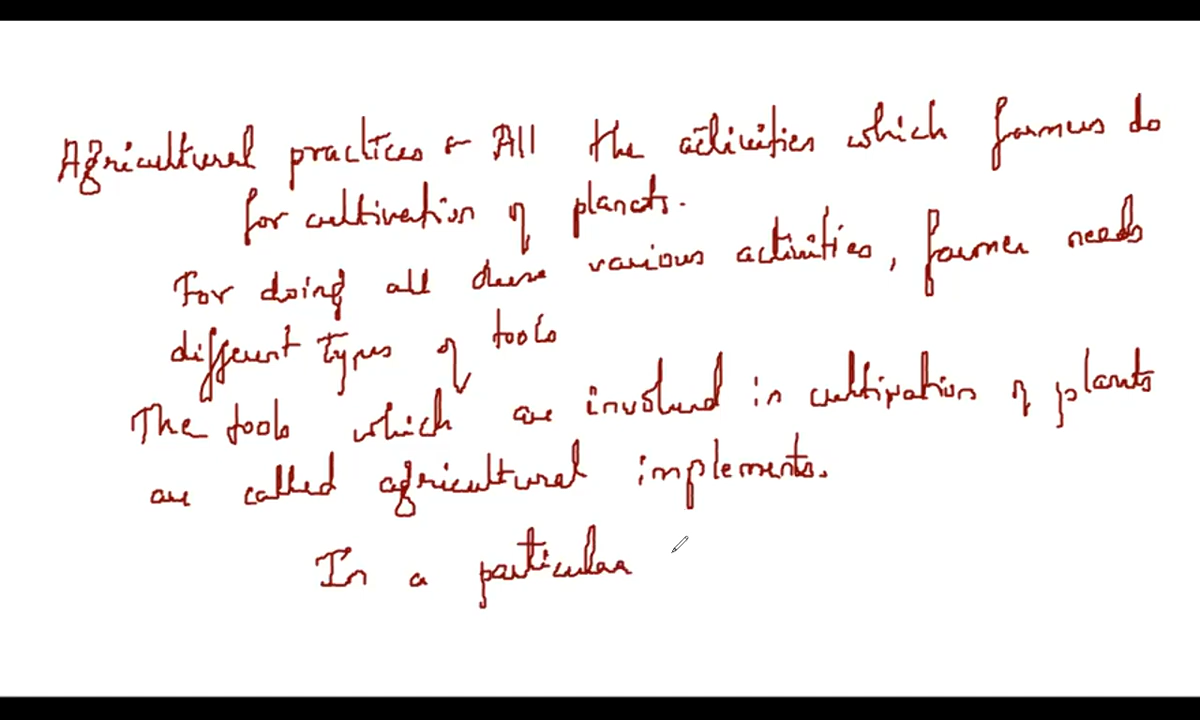 Agricultural practices :- All the activities which farmers do
for cultivation of plants.
For doing all these various activities, farmer needs
different types of tools
The tools which are involved in cultivation of plants
are called agricultural implements.
In a particular